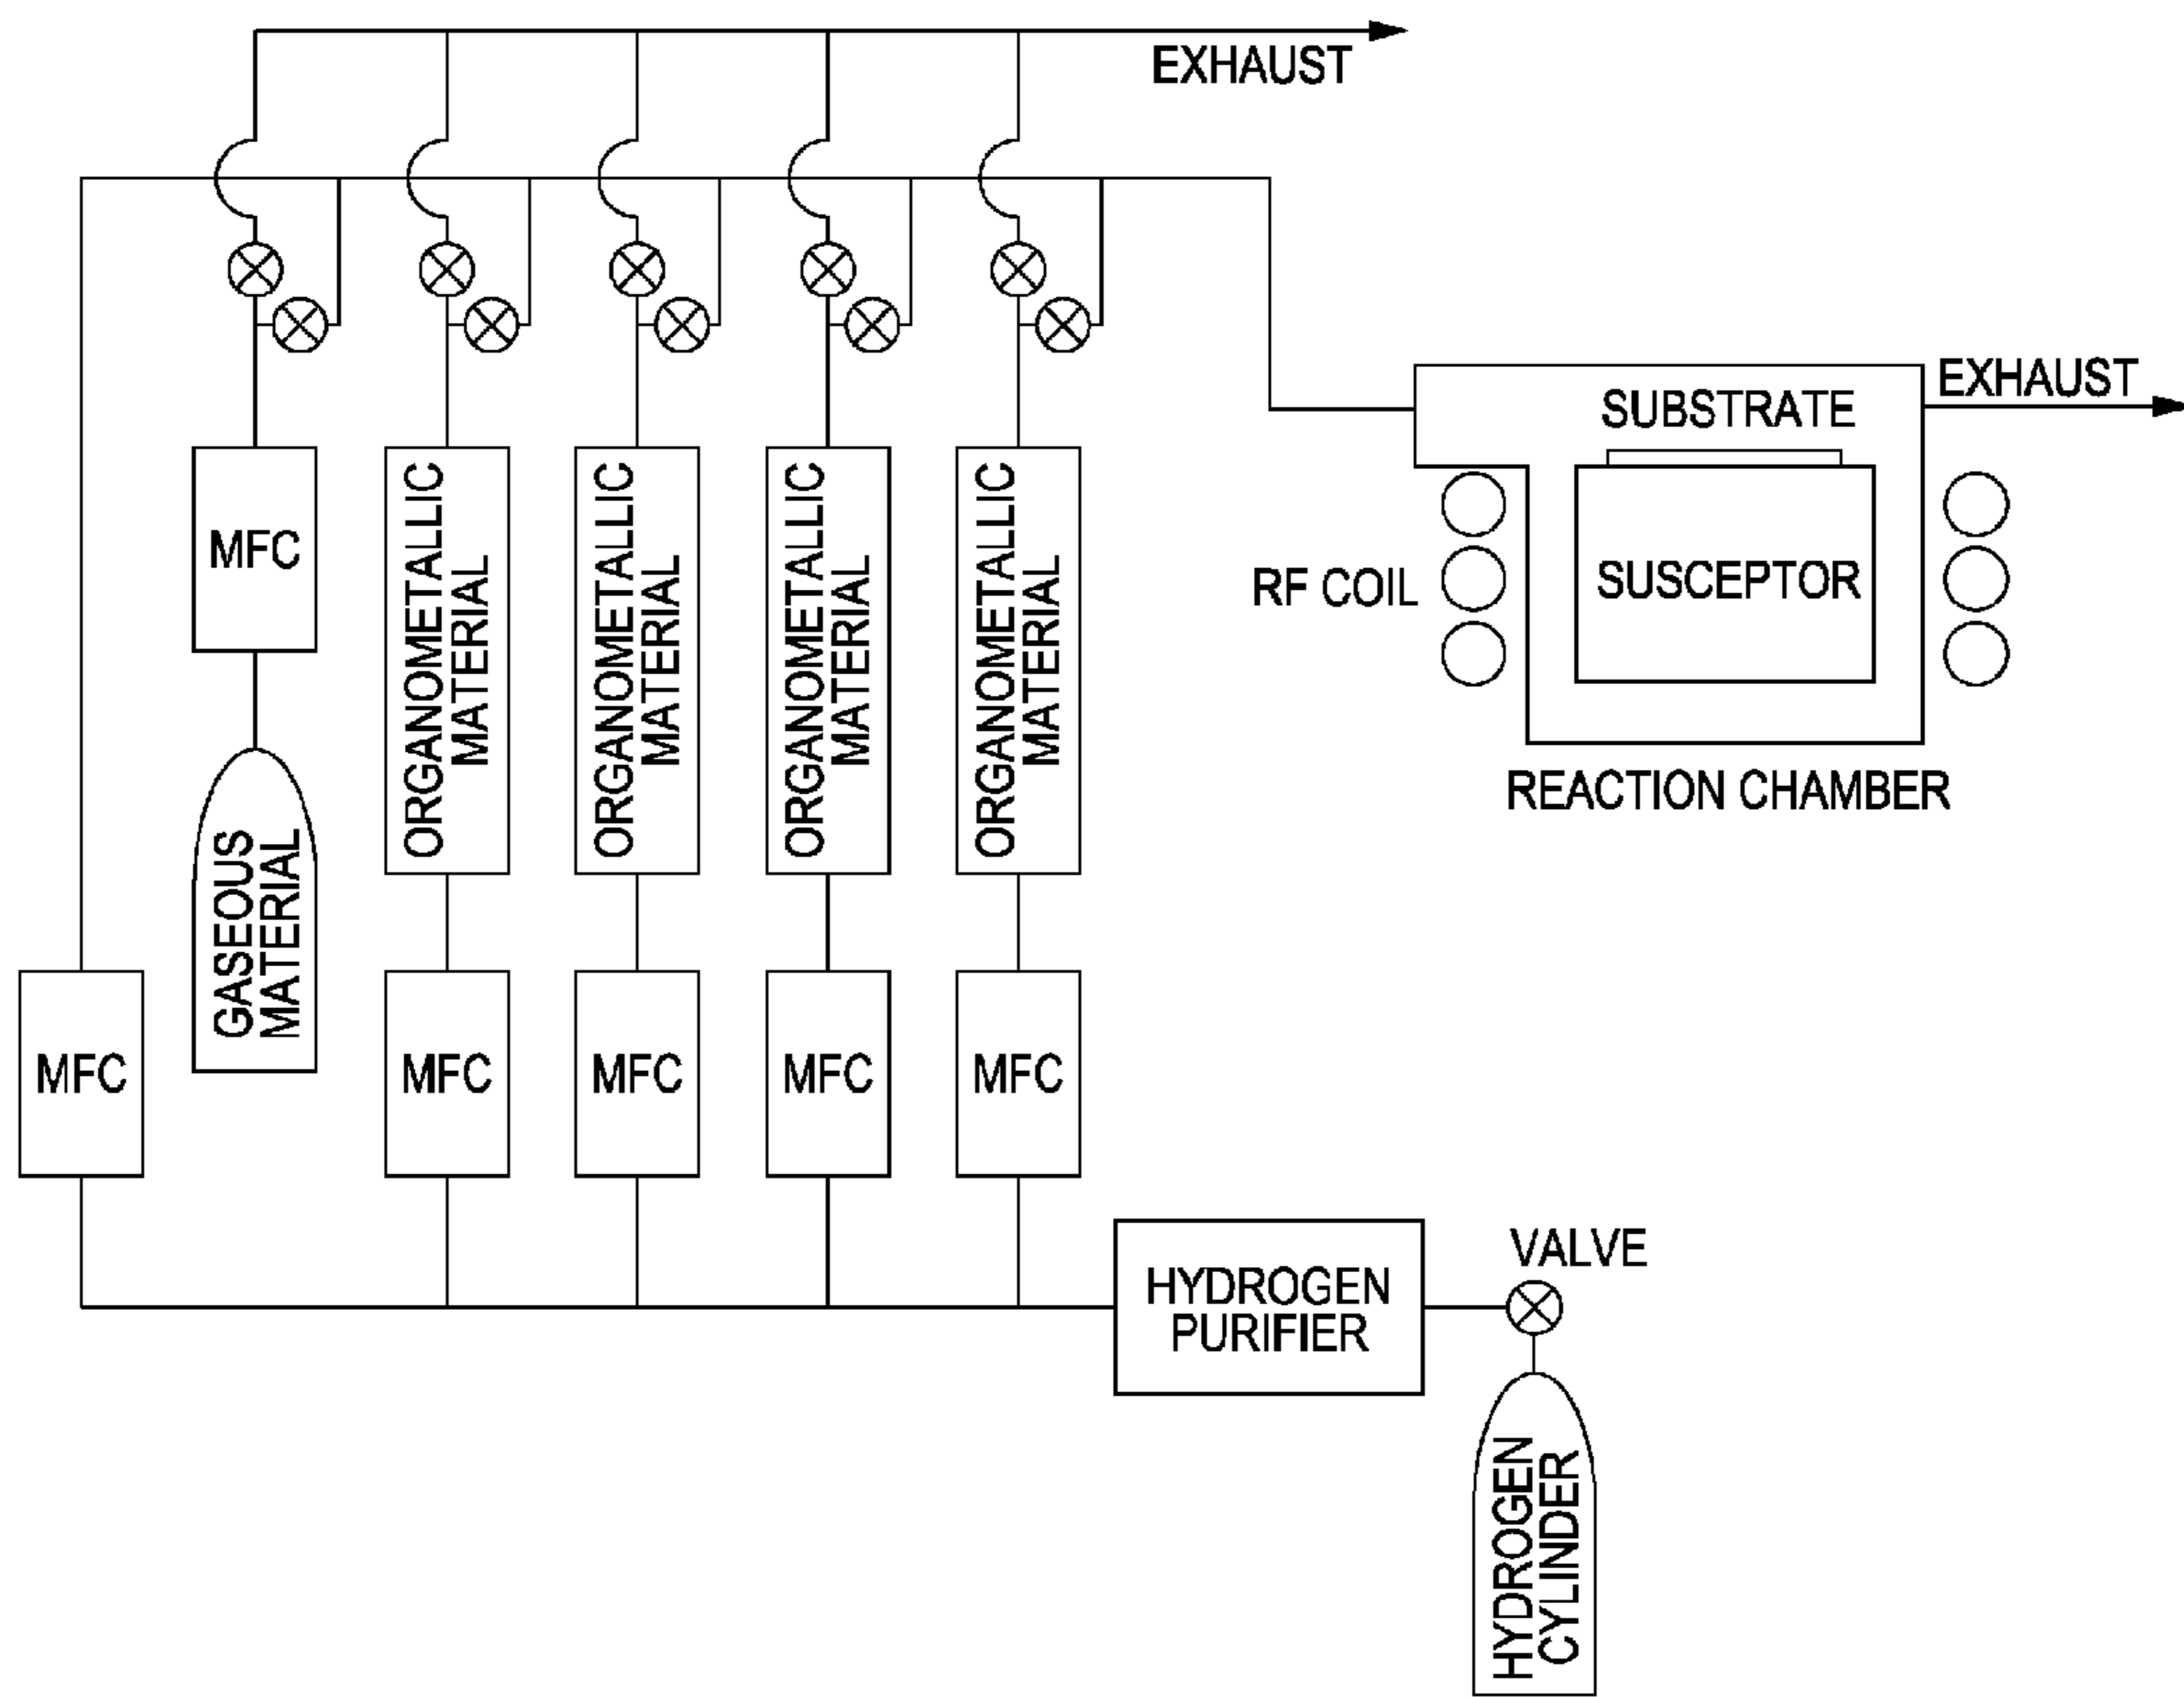 EXHAUST
EXHAUST
SUBSTRATE
MFC
ORGANOMETALLIC
MATERIAL
ORGANOMETALLIC
MATERIAL
ORGANOMETALLIC
MATERIAL
ORGANOMETALLIC
MATERIAL
RF COIL
SUSCEPTOR
REACTION CHAMBER
GASEOUS
MATERIAL
MFC
MFC
MFC
MFC
MFC
HYDROGEN
PURIFIER
VALVE
HYDROGEN
CYLINDER